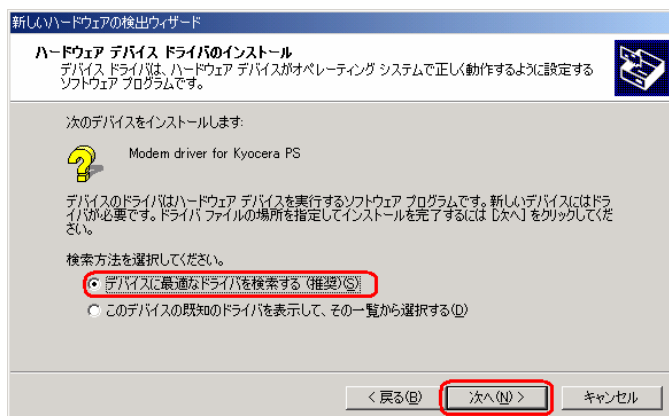 新しいハードウェアの検出ウィザード
ハードウェア デバイス ドライバのインストール
デバイス ドライバは、ハードウェア デバイスがオペレーティング システムで正しく動作するように設定する
ソフトウェア プログラムです。
次のデバイスをインストールします:
Modem driver for Kyocera PS
デバイスのドライバはハードウェア デバイスを実行するソフトウェア プログラムです。新しいデバイスにはドラ
イバが必要です。ドライバ ファイルの場所を指定してインストールを完了するには [次へ] をクリックしてくだ
さい。
検索方法を選択してください。
デバイスに最適なドライバを検索する (推奨)(S)
このデバイスの既知のドライバを表示して、その一覧から選択する(D)
< 戻る(B) 次へ(N) > キャンセル